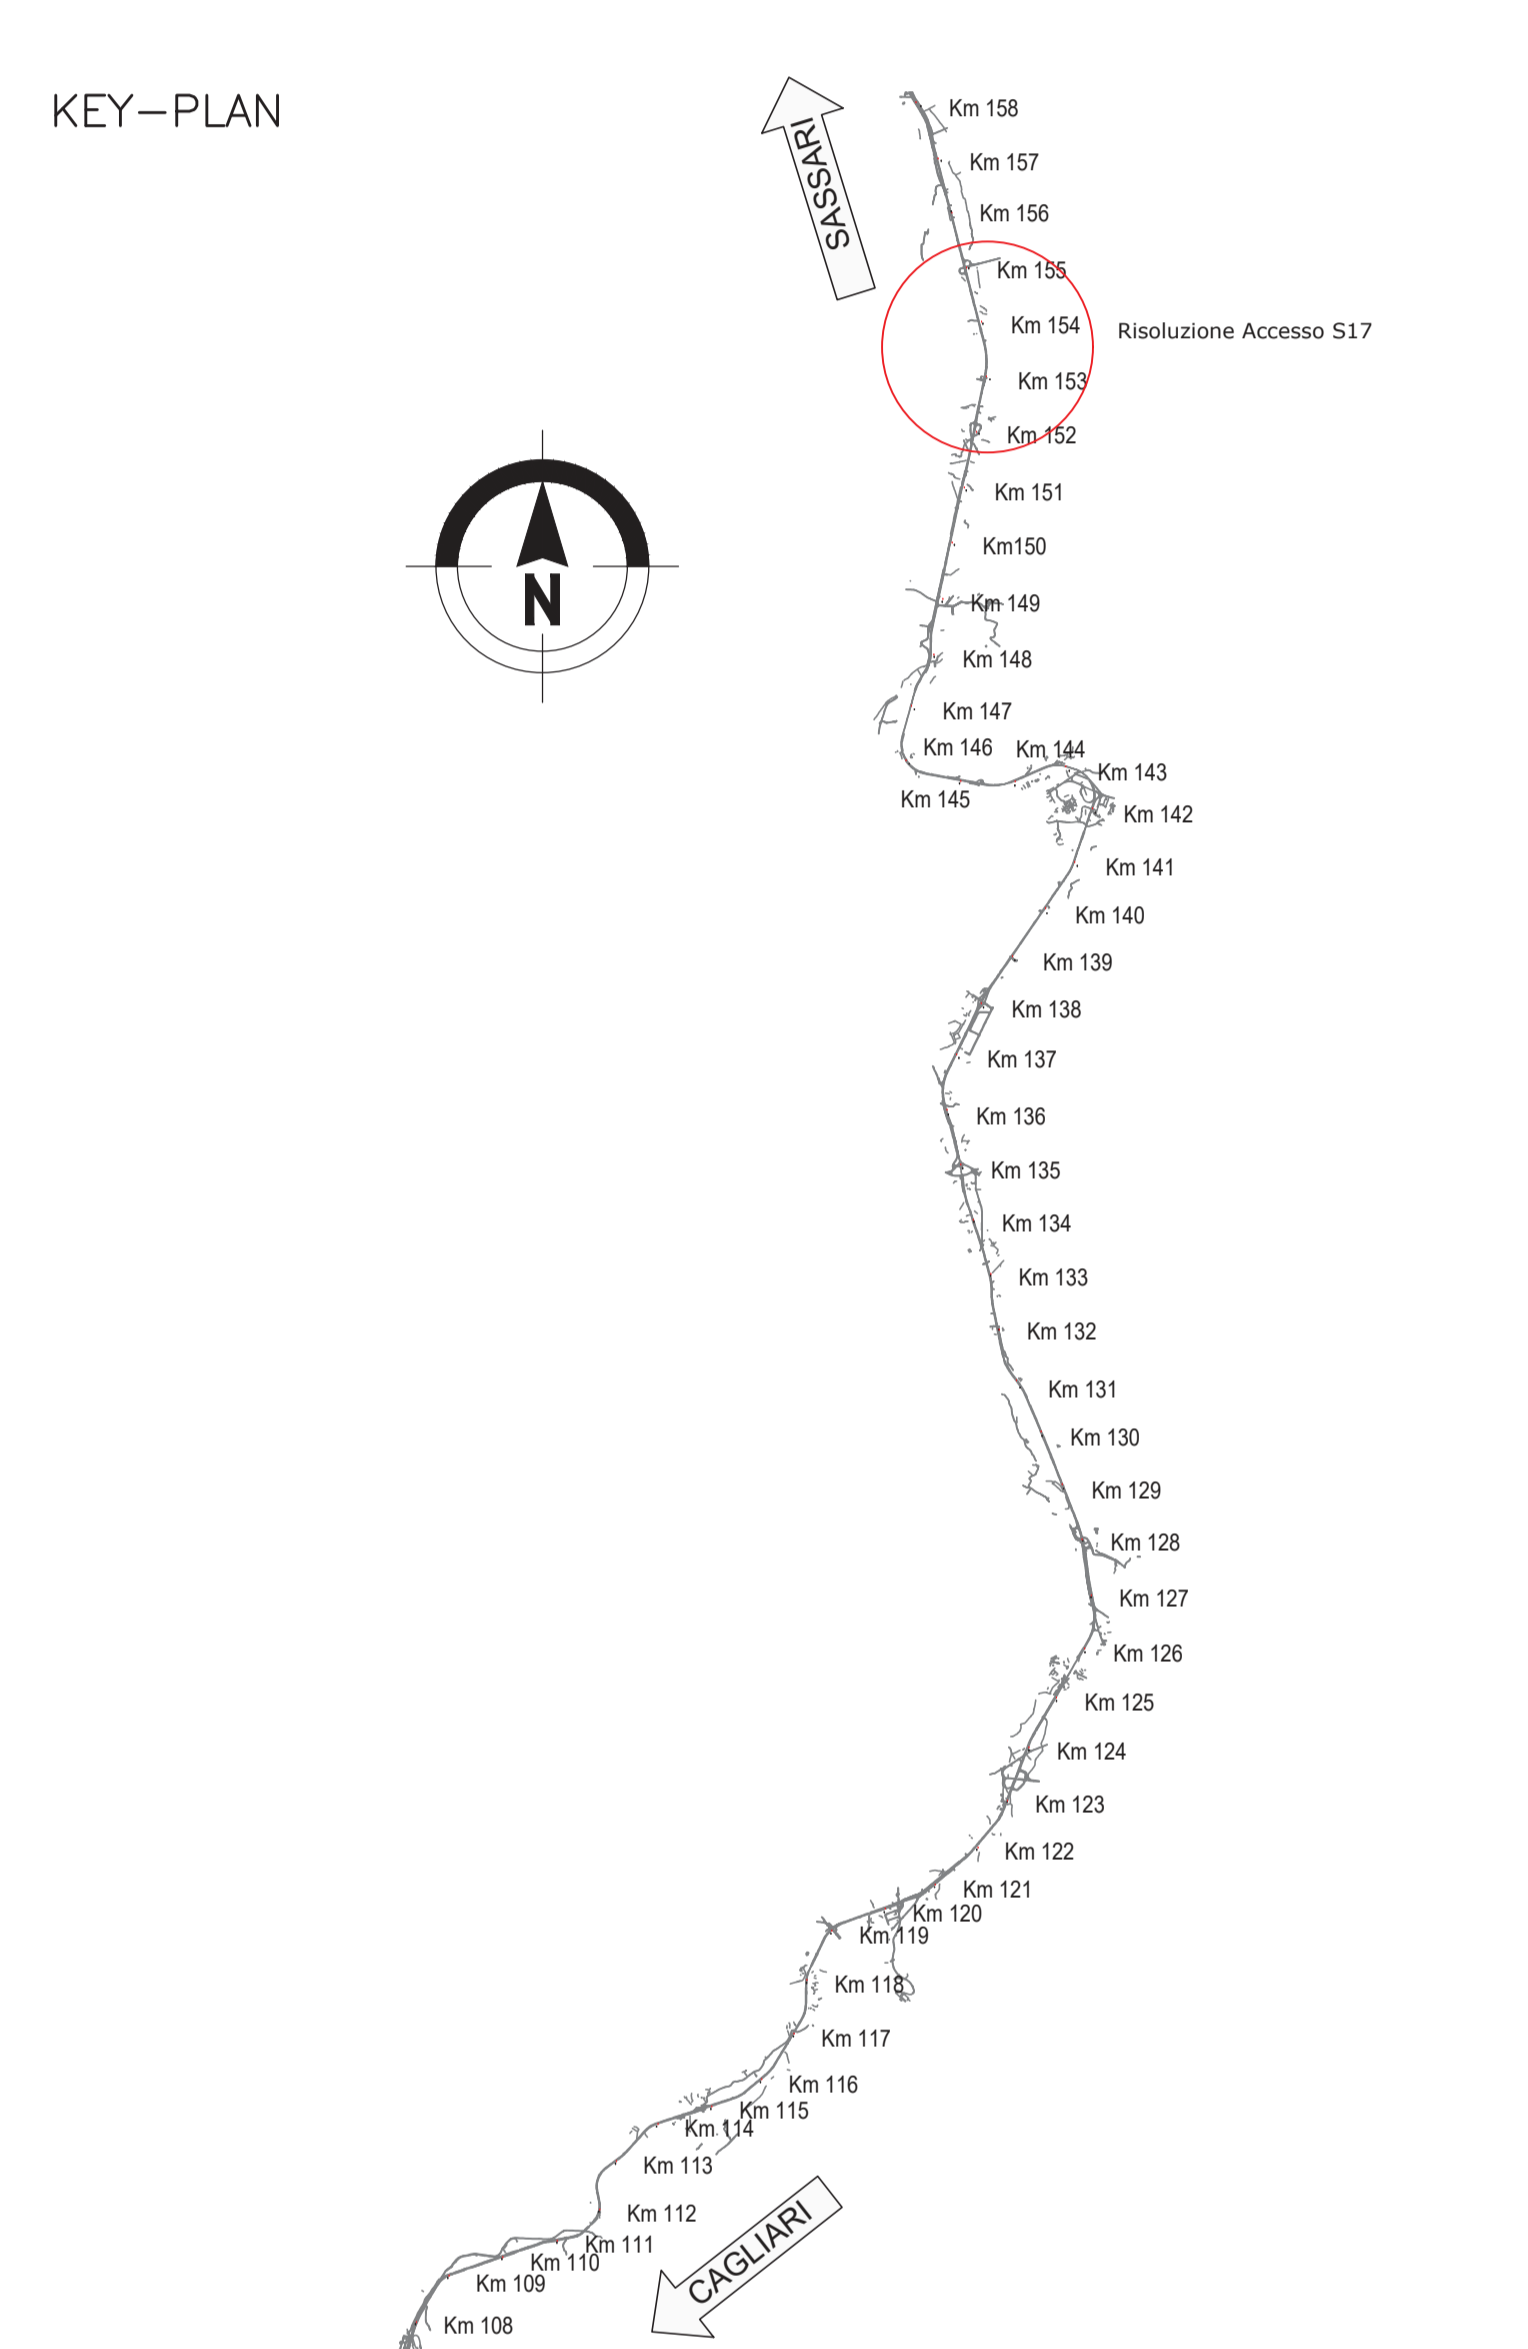 KEY-PLAN
SASSARI
Km 158
Km 157
Km 156
Km 155
Km 154
Risoluzione Accesso S17
Km 153
Km 152
Km 151
Km150
N
Km 149
Km 148
Km 147
Km 146
Km 144
Km 143
Km 145
Km 142
Km 141
Km 140
Km 139
Km 138
Km 137
Km 136
Km 135
Km 134
Km 133
Km 132
Km 131
Km 130
Km 129
Km 128
Km 127
Km 126
Km 125
Km 124
Km 123
Km 122
Km 121
Km 120
Km 119
Km 118
Km 117
Km 116
Km 115
Km 114
Km 113
Km 112
Km 111
Km 110
Km 109
Km 108
CAGLIARI